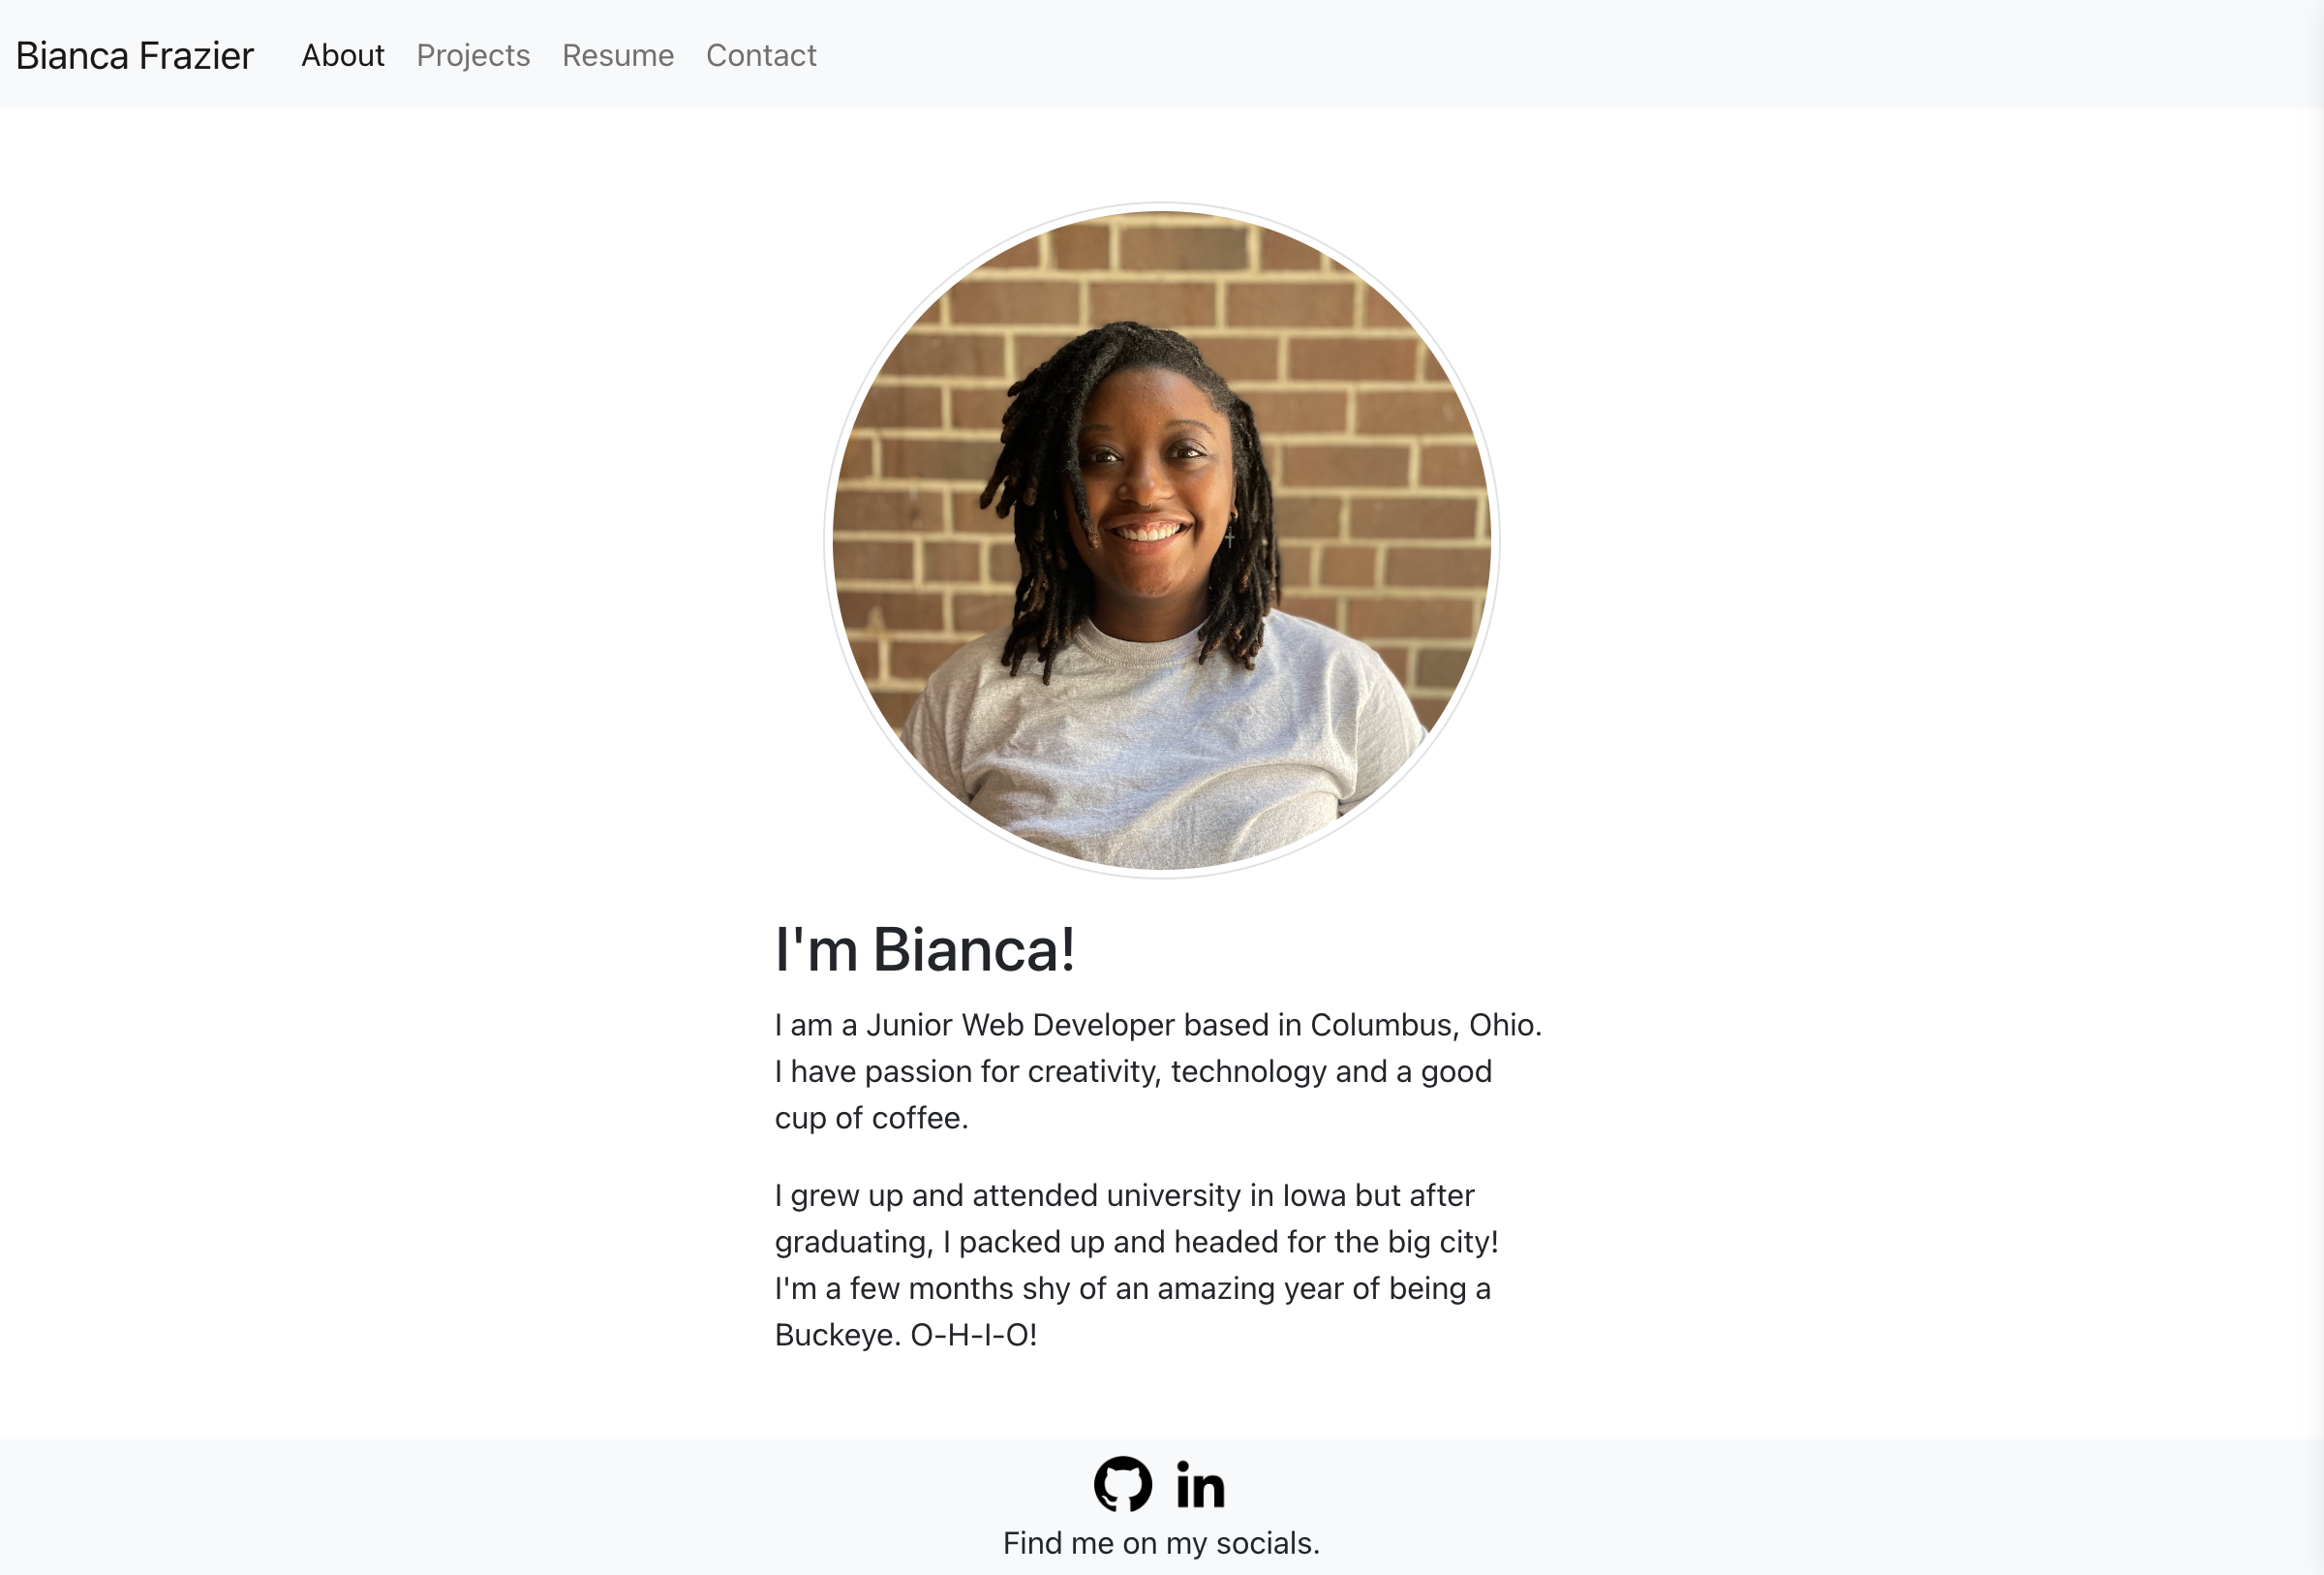 Bianca Frazier About Projects Resume Contact
I'm Bianca!
I am a Junior Web Developer based in Columbus, Ohio.
I have passion for creativity, technology and a good
cup of coffee.
I grew up and attended university in Iowa but after
graduating, I packed up and headed for the big city!
I'm a few months shy of an amazing year of being a
Buckeye. O-H-I-O!
in
Find me on my socials.